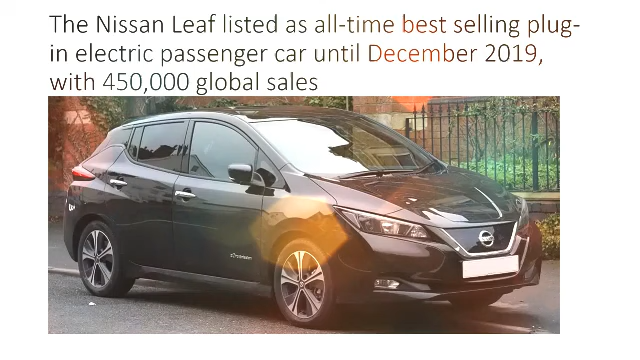 The Nissan Leaf listed as all-time best selling plug-
in electric passenger car until December 2019,
with 450,000 global sales